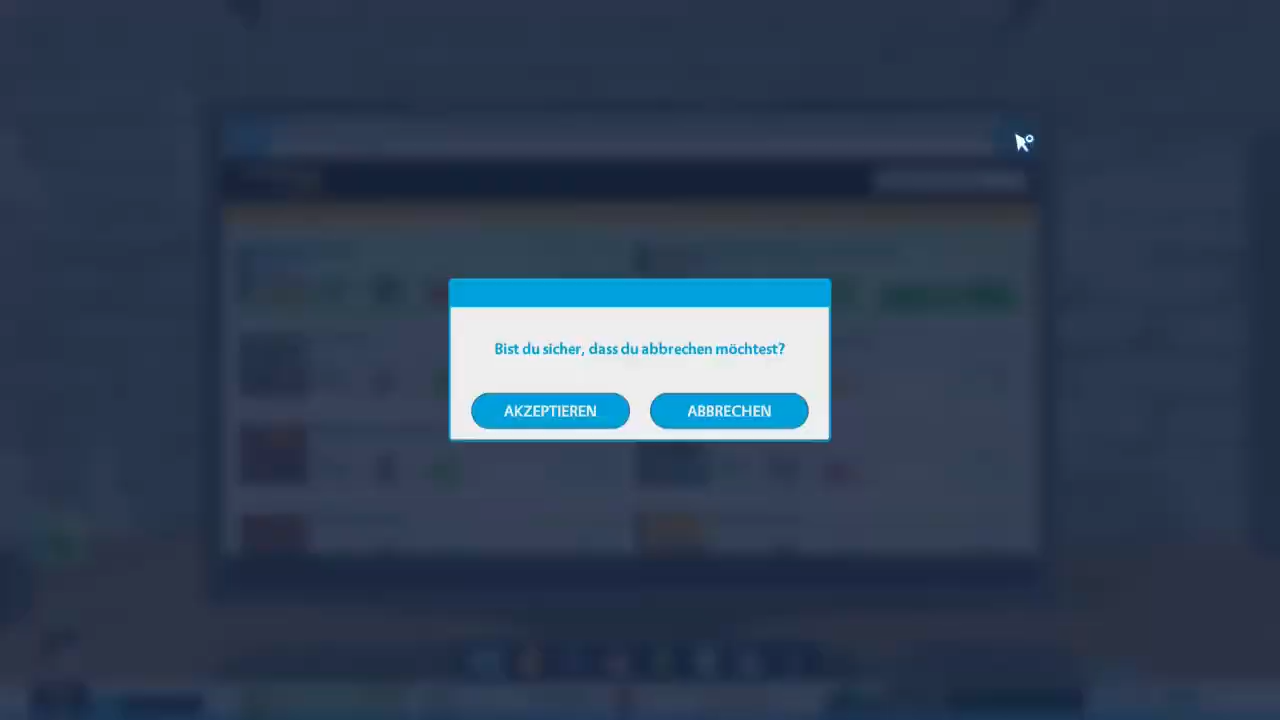 Bist du sicher, dass du abbrechen möchtest?
AKZEPTIEREN
ABBRECHEN